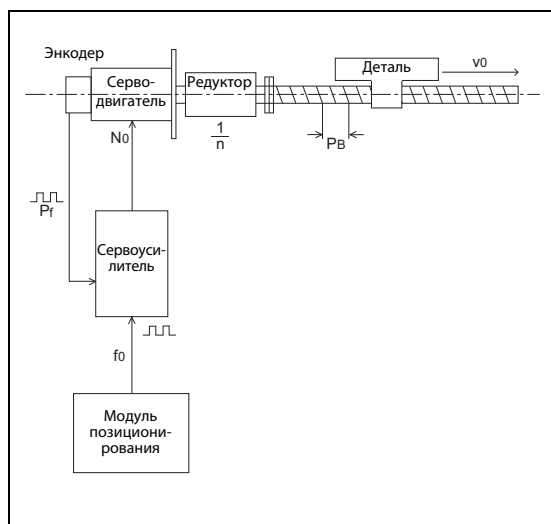 Энкодер
Серво-
двигатель
Редуктор
Деталь
v0
N0
1
n
PB
Pf
Сервоуси-
литель
f0
Модуль
позициони-
рования